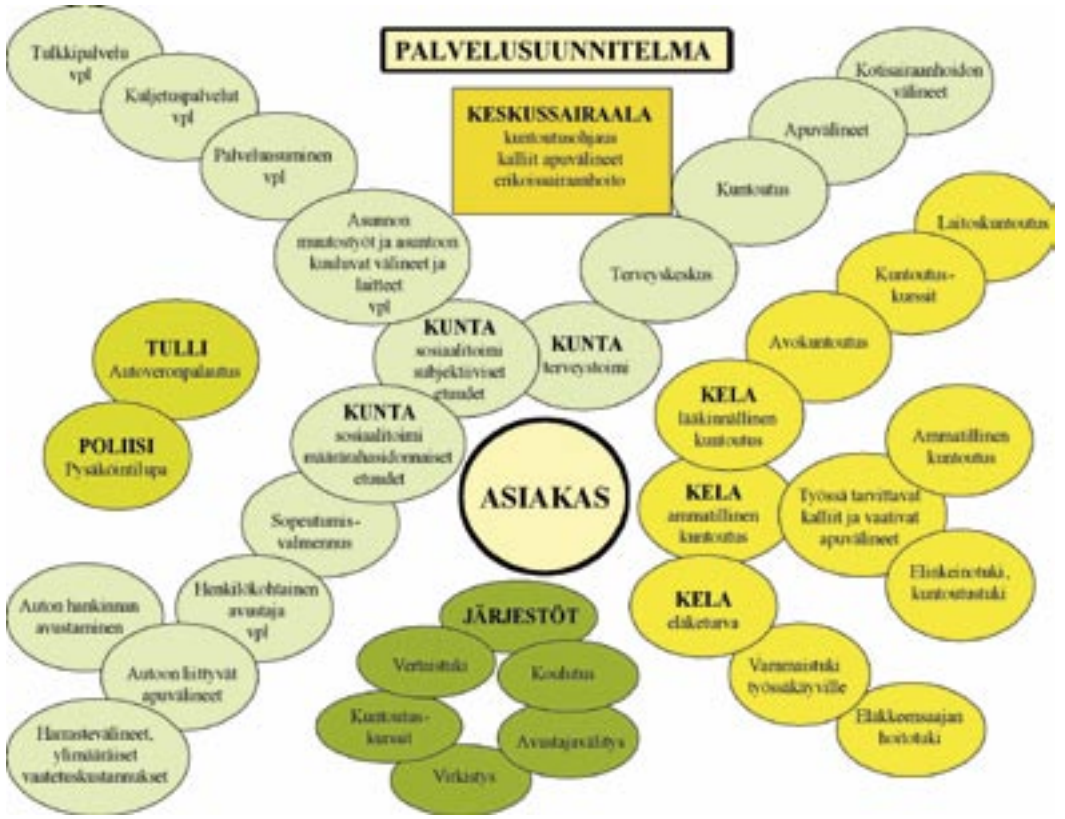 PALVELUSUUNNITELMA
KESKUSSAIRAALA
kuntoutusohjaus
kalliit apuvälineet
erikoissairaanhoito
Tulkkipalvelu
vpl
Kuljetuspalvelut
vpl
Palveluasuminen
vpl
Asunnon
muutostyöt ja asuntoon
kuuluvat välineet ja
laitteet
vpl
KUNTA
sosiaalitoimi
subjektiiviset
etuudet
KUNTA
terveystoimi
Terveyskeskus
Kuntoutus
Apuvälineet
Kotisairaanhoidon
välineet
Laitoskuntoutus
Kuntoutus-
kurssit
Avokuntoutus
KELA
lääkinnällinen
kuntoutus
TULLI
Autoveronpalautus
POLIISI
Pysäköintilupa
KUNTA
sosiaalitoimi
määrärahasidonnaiset
etuudet
Sopeutumis-
valmennus
Henkilökohtainen
avustaja
vpl
Auton hankinnan
avustaminen
Autoon liittyvät
apuvälineet
Harrastevälineet,
ylimääräiset
vaatetuskustannukset
ASIAKAS
KELA
ammatillinen
kuntoutus
Työssä tarvittavat
kalliit ja vaativat
apuvälineet
Ammatillinen
kuntoutus
Elinkeinotuki,
kuntoutustuki
KELA
eläketurva
Vammaistuki
työssäkäyville
Eläkkeensaajan
hoitotuki
JÄRJESTÖT
Vertaistuki
Koulutus
Kuntoutus-
kurssit
Avustajavälitys
Virkistys